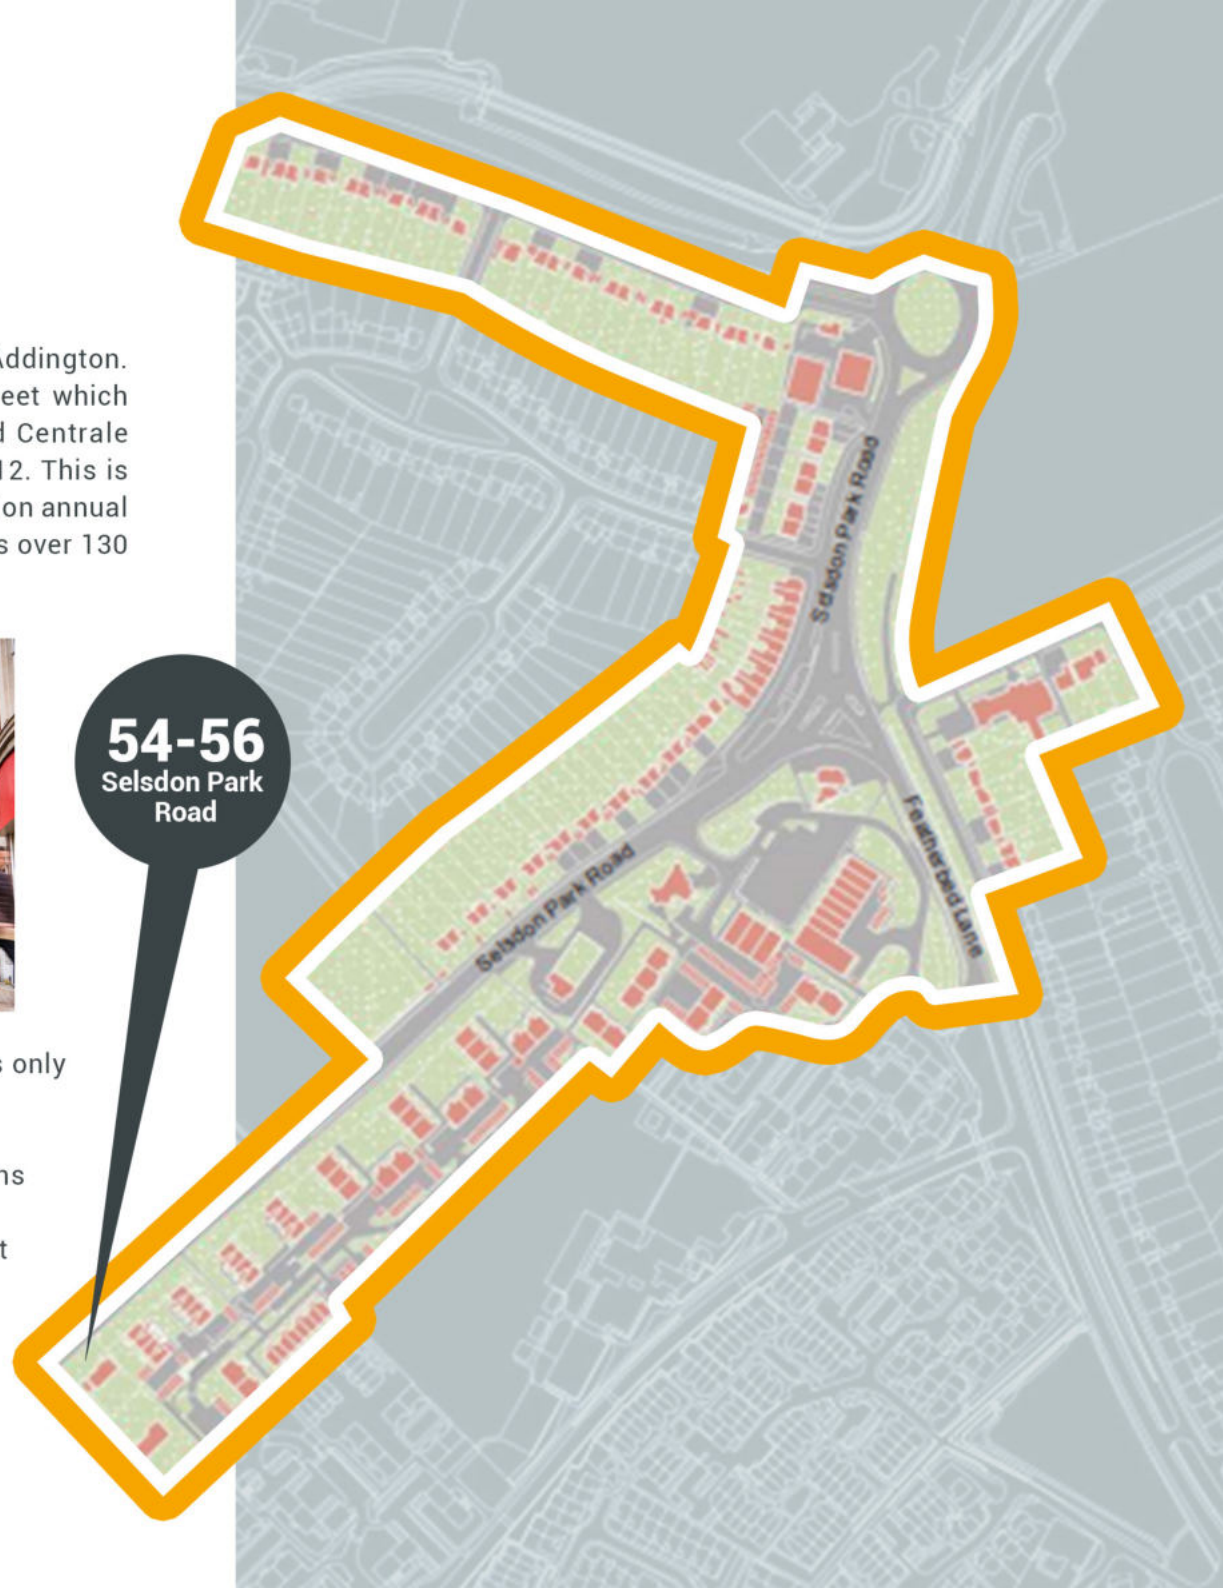 Addington.
eet which
d Centrale
12. This is
on annual
s over 130
54-56
Selsdon Park
Road
s only
ns
t
Selsdon Park Road
Selsdon Park Road
Featherbed Lane